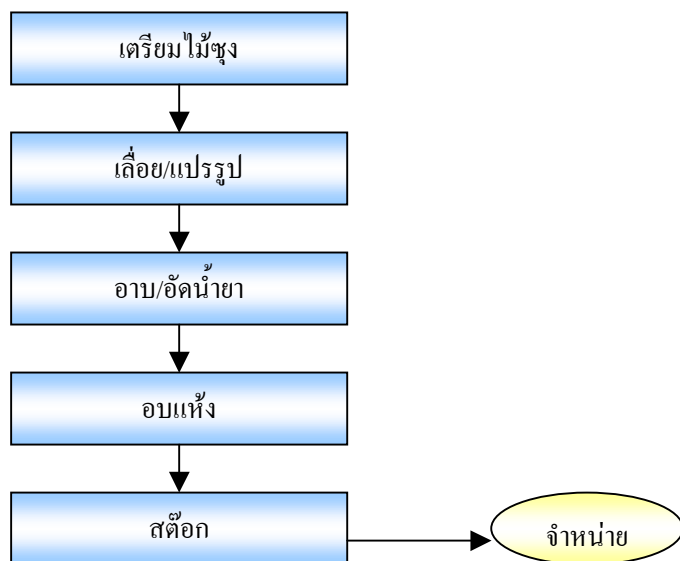 เตรียมไม้ซุง
เลื่อย/แปรรูป
อาบ/อัดน้ำยา
อบแห้ง
สต๊อก
จำหน่าย